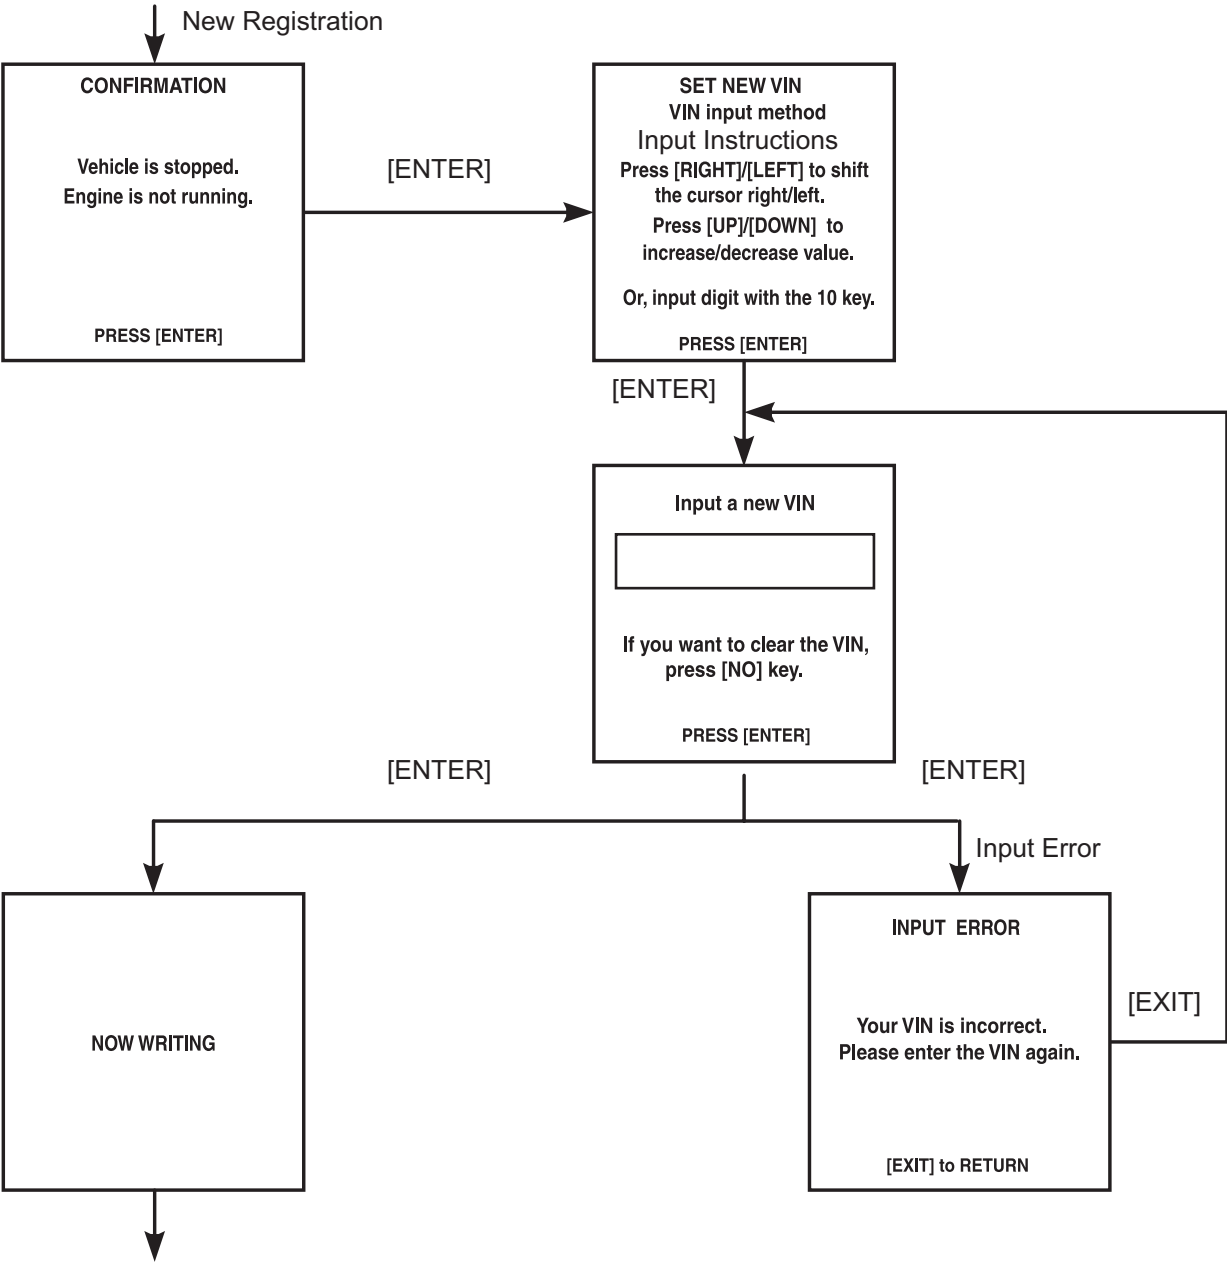 New Registration
CONFIRMATION
Vehicle is stopped.
Engine is not running.
PRESS [ENTER]
[ENTER]
SET NEW VIN
VIN input method
Input Instructions
Press [RIGHT]/[LEFT] to shift
the cursor right/left.
Press [UP]/[DOWN] to
increase/decrease value.
Or, input digit with the 10 key.
PRESS [ENTER]
[ENTER]
Input a new VIN
If you want to clear the VIN,
press [NO] key.
PRESS [ENTER]
[ENTER]
[ENTER]
Input Error
NOW WRITING
INPUT ERROR
Your VIN is incorrect.
Please enter the VIN again.
[EXIT] to RETURN
[EXIT]